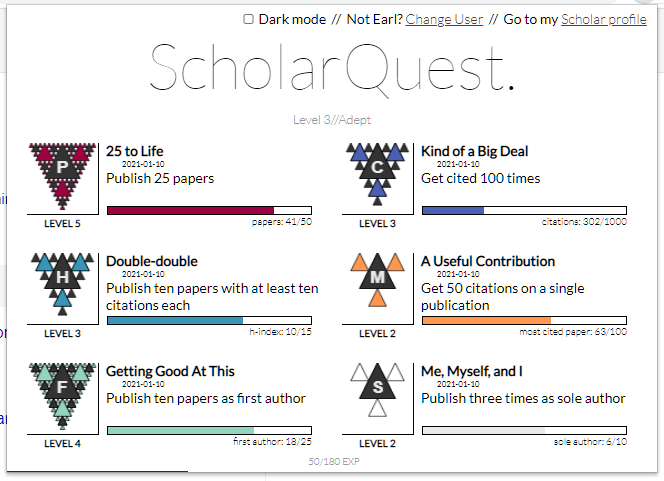 Dark mode // Not Earl? Change User // Go to my Scholar profile
ScholarQuest.
Level 3//Adept
P
25 to Life
2021-01-10
Publish 25 papers
LEVEL 5
papers: 41/50
C
Kind of a Big Deal
2021-01-10
Get cited 100 times
LEVEL 3
citations: 302/1000
H
Double-double
2021-01-10
Publish ten papers with at least ten
citations each
LEVEL 3
h-index: 10/15
M
A Useful Contribution
2021-01-10
Get 50 citations on a single
publication
LEVEL 2
most cited paper: 63/100
F
Getting Good At This
2021-01-10
Publish ten papers as first author
LEVEL 4
first author: 18/25
S
Me, Myself, and I
2021-01-10
Publish three times as sole author
LEVEL 2
sole author: 6/10
50/180 EXP